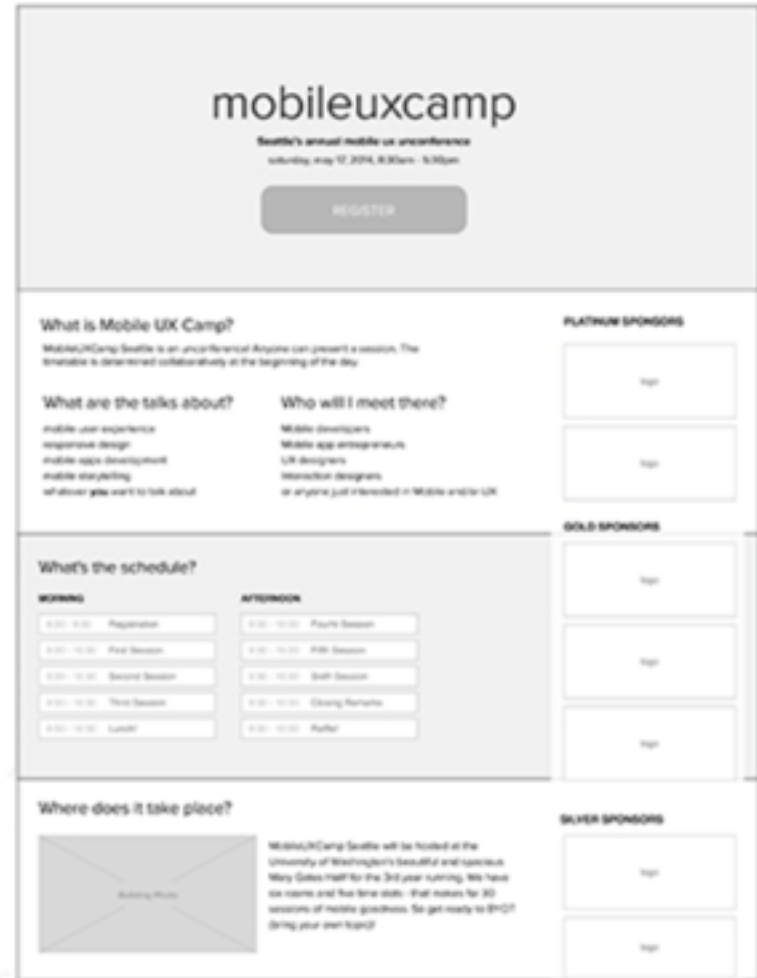 mobileuxcamp
Seattle's annual mobile ux unconference
saturday, may 17, 2014, 8:30am - 5:30pm
REGISTER
What is Mobile UX Camp?
MobileUXCamp Seattle is an unconference! Anyone can present a session. The
timetable is determined collaboratively at the beginning of the day.
What are the talks about?
mobile user experience
responsive design
mobile apps development
mobile storytelling
whatever you want to talk about
Who will I meet there?
Mobile developers
Mobile app entrepreneurs
UX designers
Interaction designers
or anyone just interested in Mobile and/or UX
PLATINUM SPONSORS
logo
logo
GOLD SPONSORS
logo
logo
logo
What's the schedule?
MORNING
Registration
First Session
Second Session
Third Session
Lunch!
AFTERNOON
Fourth Session
Fifth Session
Sixth Session
Closing Remarks
Raffle!
Where does it take place?
Building Photo
MobileUXCamp Seattle will be hosted at the
University of Washington's beautiful and spacious
Mary Gates Hall! for the 3rd year running. We have
six rooms and five time slots - that makes for 30
sessions of mobile goodness. So get ready to BYOT
(bring your own topic)!
SILVER SPONSORS
logo
logo